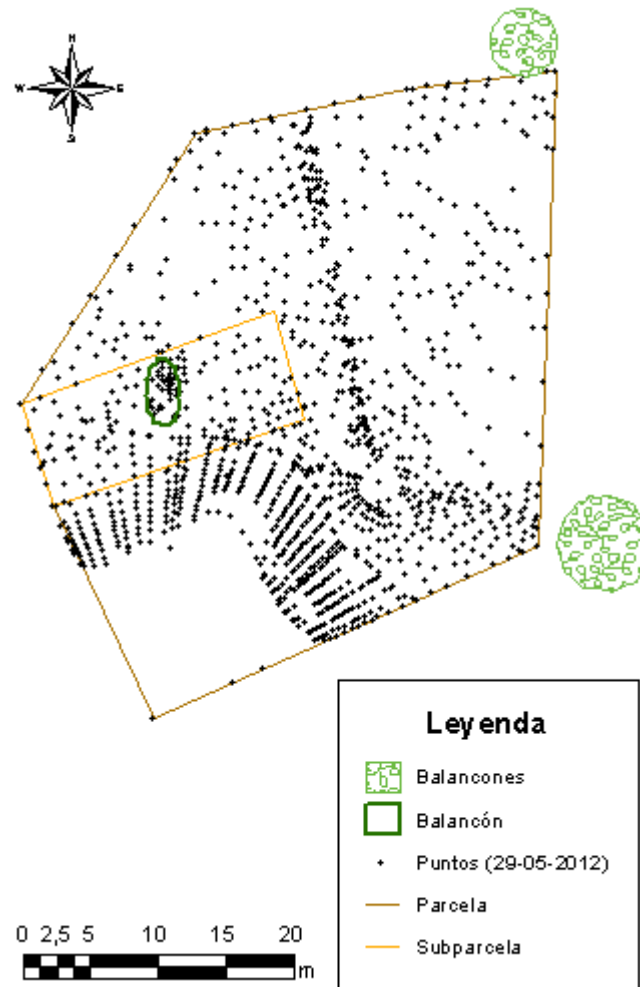 N
W E
S
Leyenda
Balancones
Balancón
Puntos (29-05-2012)
Parcela
Subparcela
0 2,5 5 10 15 20
m